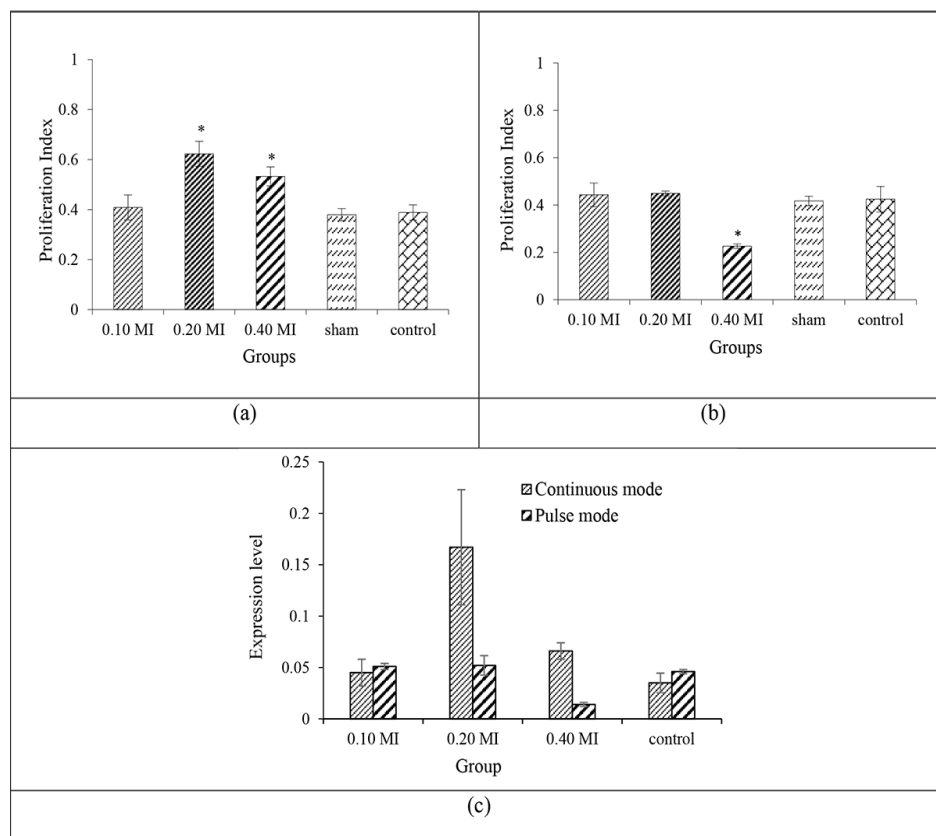 1
0.8
0.6
0.4
0.2
0
Proliferation Index
*
*
0.10 MI 0.20 MI 0.40 MI sham control
Groups
(a)
1
0.8
0.6
0.4
0.2
0
Proliferation Index
*
0.10 MI 0.20 MI 0.40 MI sham control
Groups
(b)
0.25
0.2
0.15
0.1
0.05
0
Expression level
Continuous mode
Pulse mode
0.10 MI 0.20 MI 0.40 MI control
Group
(c)